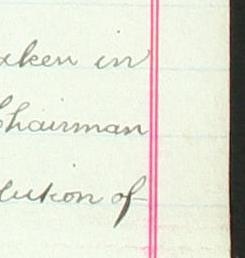 aken in
Chairman
lution of